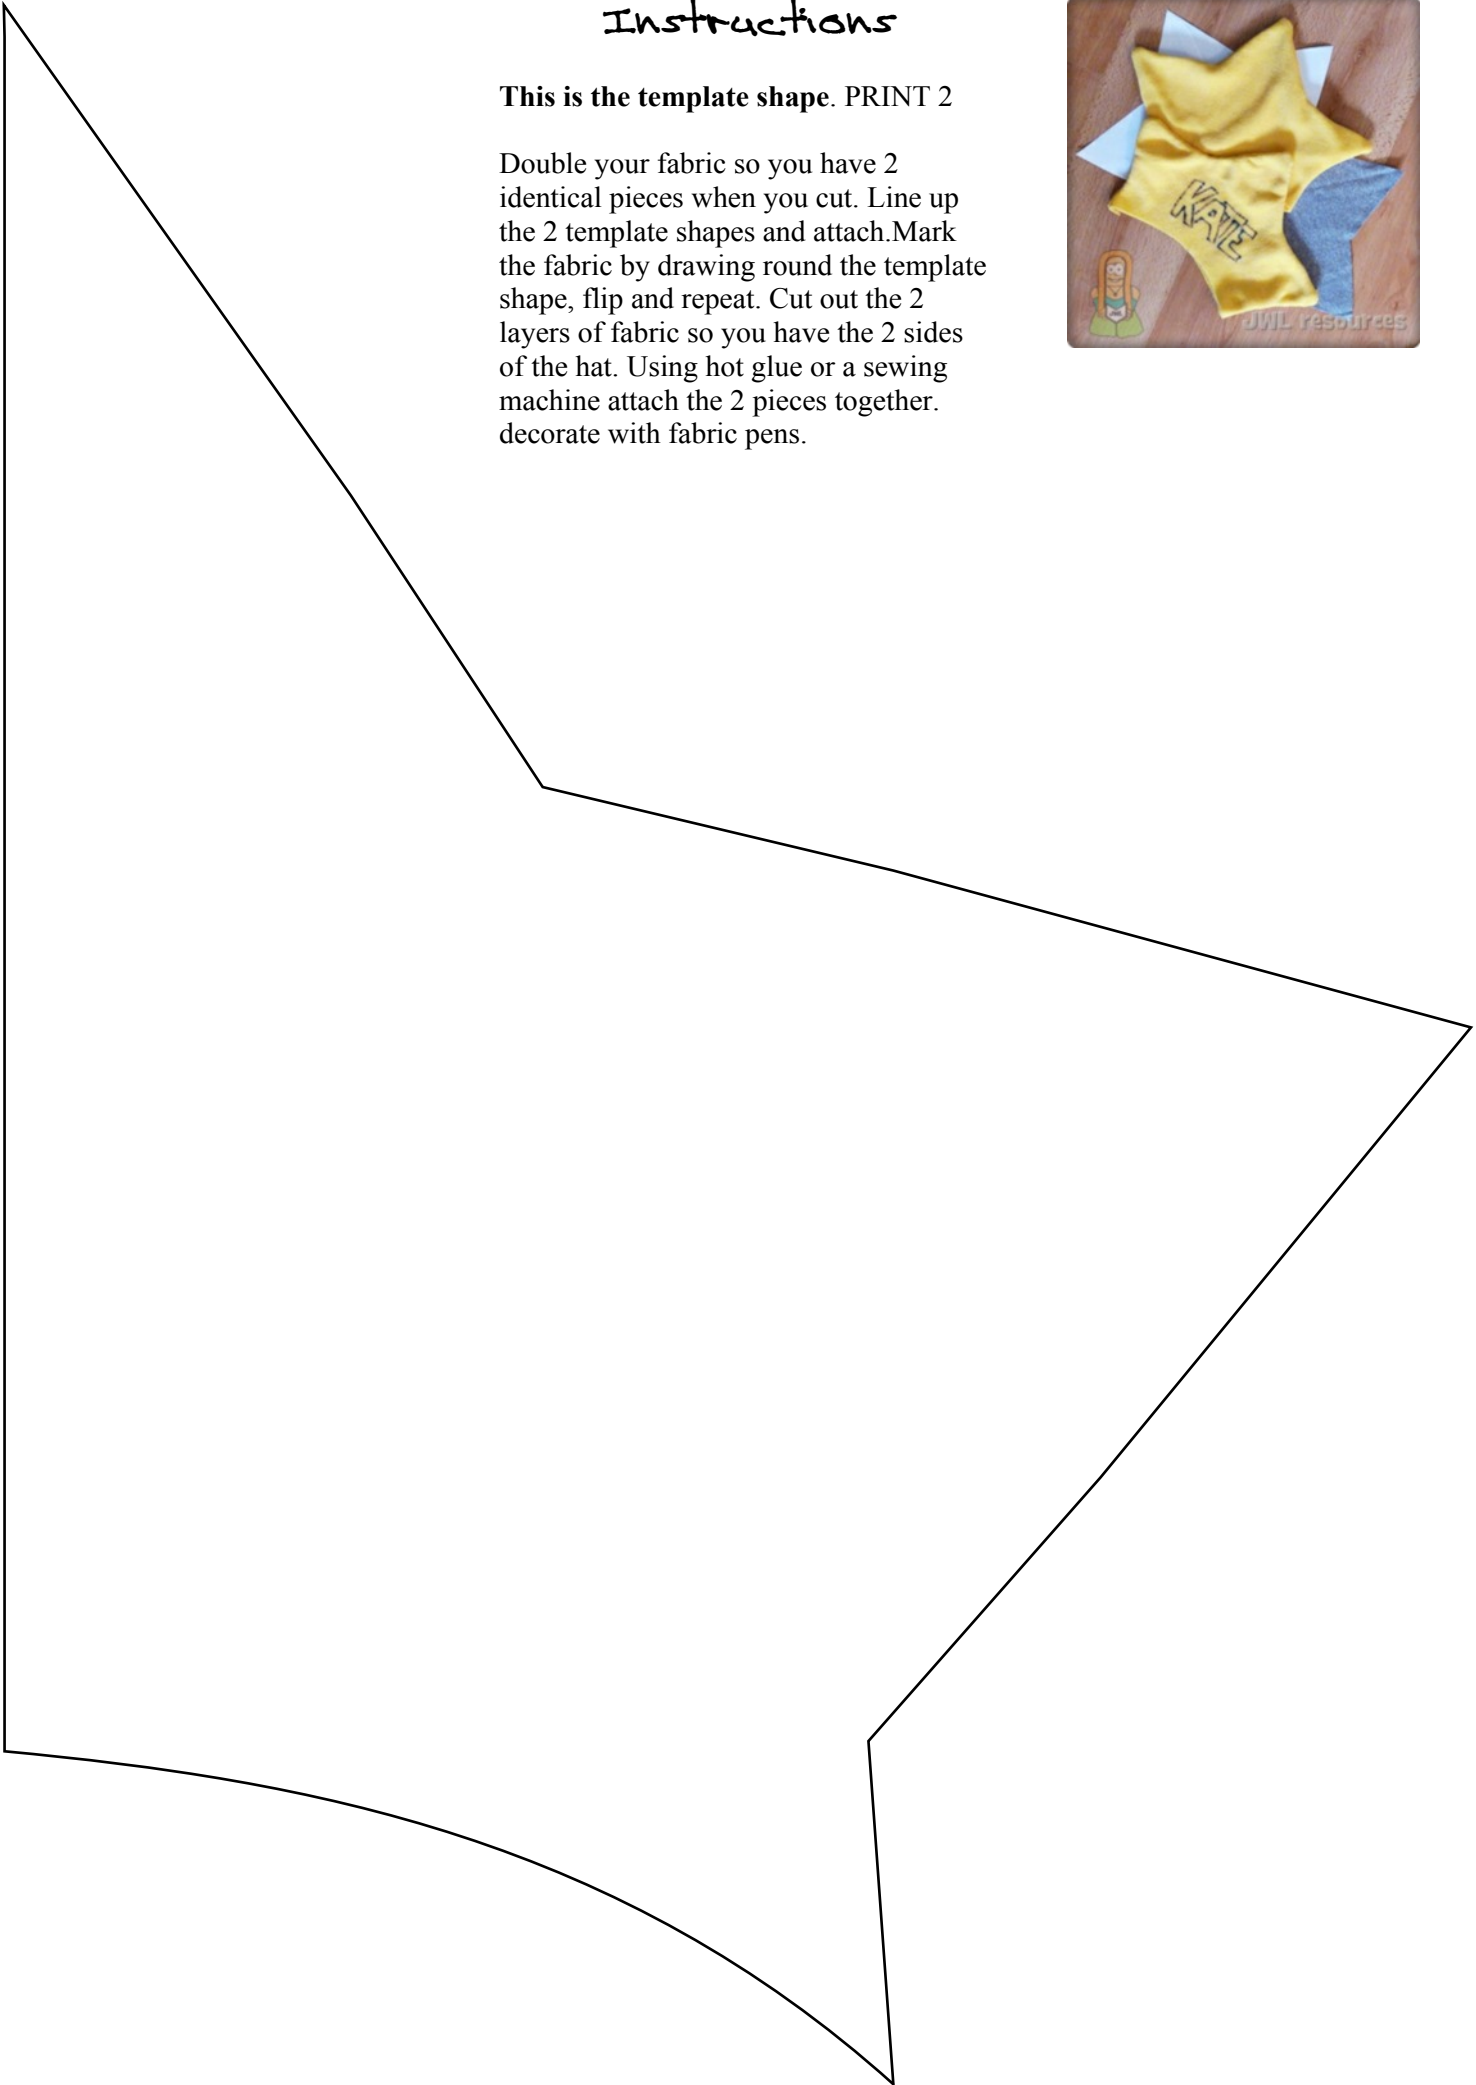 Instructions
This is the template shape. PRINT 2
Double your fabric so you have 2
identical pieces when you cut. Line up
the 2 template shapes and attach.Mark
the fabric by drawing round the template
shape, flip and repeat. Cut out the 2
layers of fabric so you have the 2 sides
of the hat. Using hot glue or a sewing
machine attach the 2 pieces together.
decorate with fabric pens.
KATE
JWL resources